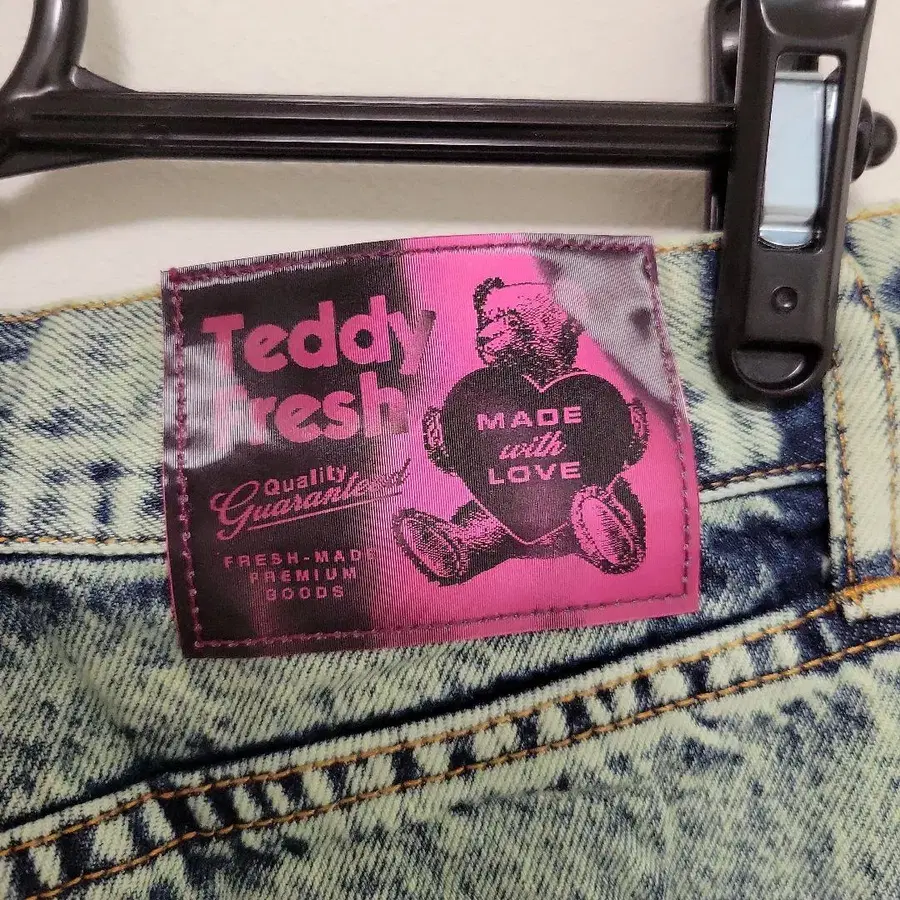 Teddy
Fresh
Quality
Guaranteed
FRESH-MADE
PREMIUM
GOODS
MADE
with
LOVE